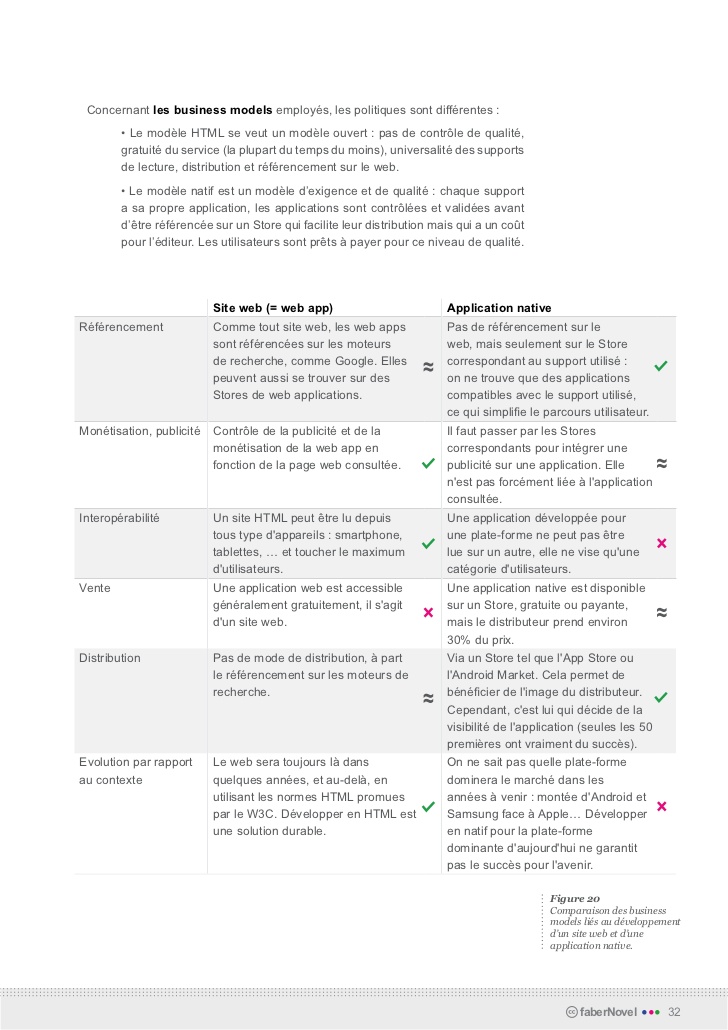 Concernant les business models employés, les politiques sont différentes :
• Le modèle HTML se veut un modèle ouvert : pas de contrôle de qualité,
gratuité du service (la plupart du temps du moins), universalité des supports
de lecture, distribution et référencement sur le web.
• Le modèle natif est un modèle d'exigence et de qualité : chaque support
a sa propre application, les applications sont contrôlées et validées avant
d'être référencée sur un Store qui facilite leur distribution mais qui a un coût
pour l'éditeur. Les utilisateurs sont prêts à payer pour ce niveau de qualité.
Site web (= web app)
Application native
Référencement
Comme tout site web, les web apps
sont référencées sur les moteurs
de recherche, comme Google. Elles
peuvent aussi se trouver sur des
Stores de web applications.
≈
Pas de référencement sur le
web, mais seulement sur le Store
correspondant au support utilisé :
on ne trouve que des applications
compatibles avec le support utilisé,
ce qui simplifie le parcours utilisateur.
✓
Monétisation, publicité
Contrôle de la publicité et de la
monétisation de la web app en
fonction de la page web consultée.
✓
Il faut passer par les Stores
correspondants pour intégrer une
publicité sur une application. Elle
n'est pas forcément liée à l'application
consultée.
≈
Interopérabilité
Un site HTML peut être lu depuis
tous type d'appareils : smartphone,
tablettes, … et toucher le maximum
d'utilisateurs.
✓
Une application développée pour
une plate-forme ne peut pas être
lue sur un autre, elle ne vise qu'une
catégorie d'utilisateurs.
×
Vente
Une application web est accessible
généralement gratuitement, il s'agit
d'un site web.
×
Une application native est disponible
sur un Store, gratuite ou payante,
mais le distributeur prend environ
30% du prix.
≈
Distribution
Pas de mode de distribution, à part
le référencement sur les moteurs de
recherche.
≈
Via un Store tel que l'App Store ou
l'Android Market. Cela permet de
bénéficier de l'image du distributeur.
Cependant, c'est lui qui décide de la
visibilité de l'application (seules les 50
premières ont vraiment du succès).
✓
Evolution par rapport
au contexte
Le web sera toujours là dans
quelques années, et au-delà, en
utilisant les normes HTML promues
par le W3C. Développer en HTML est
une solution durable.
✓
On ne sait pas quelle plate-forme
dominera le marché dans les
années à venir : montée d'Android et
Samsung face à Apple… Développer
en natif pour la plate-forme
dominante d'aujourd'hui ne garantit
pas le succès pour l'avenir.
×
Figure 20
Comparaison des business
models liés au développement
d'un site web et d'une
application native.
cc faberNovel 32